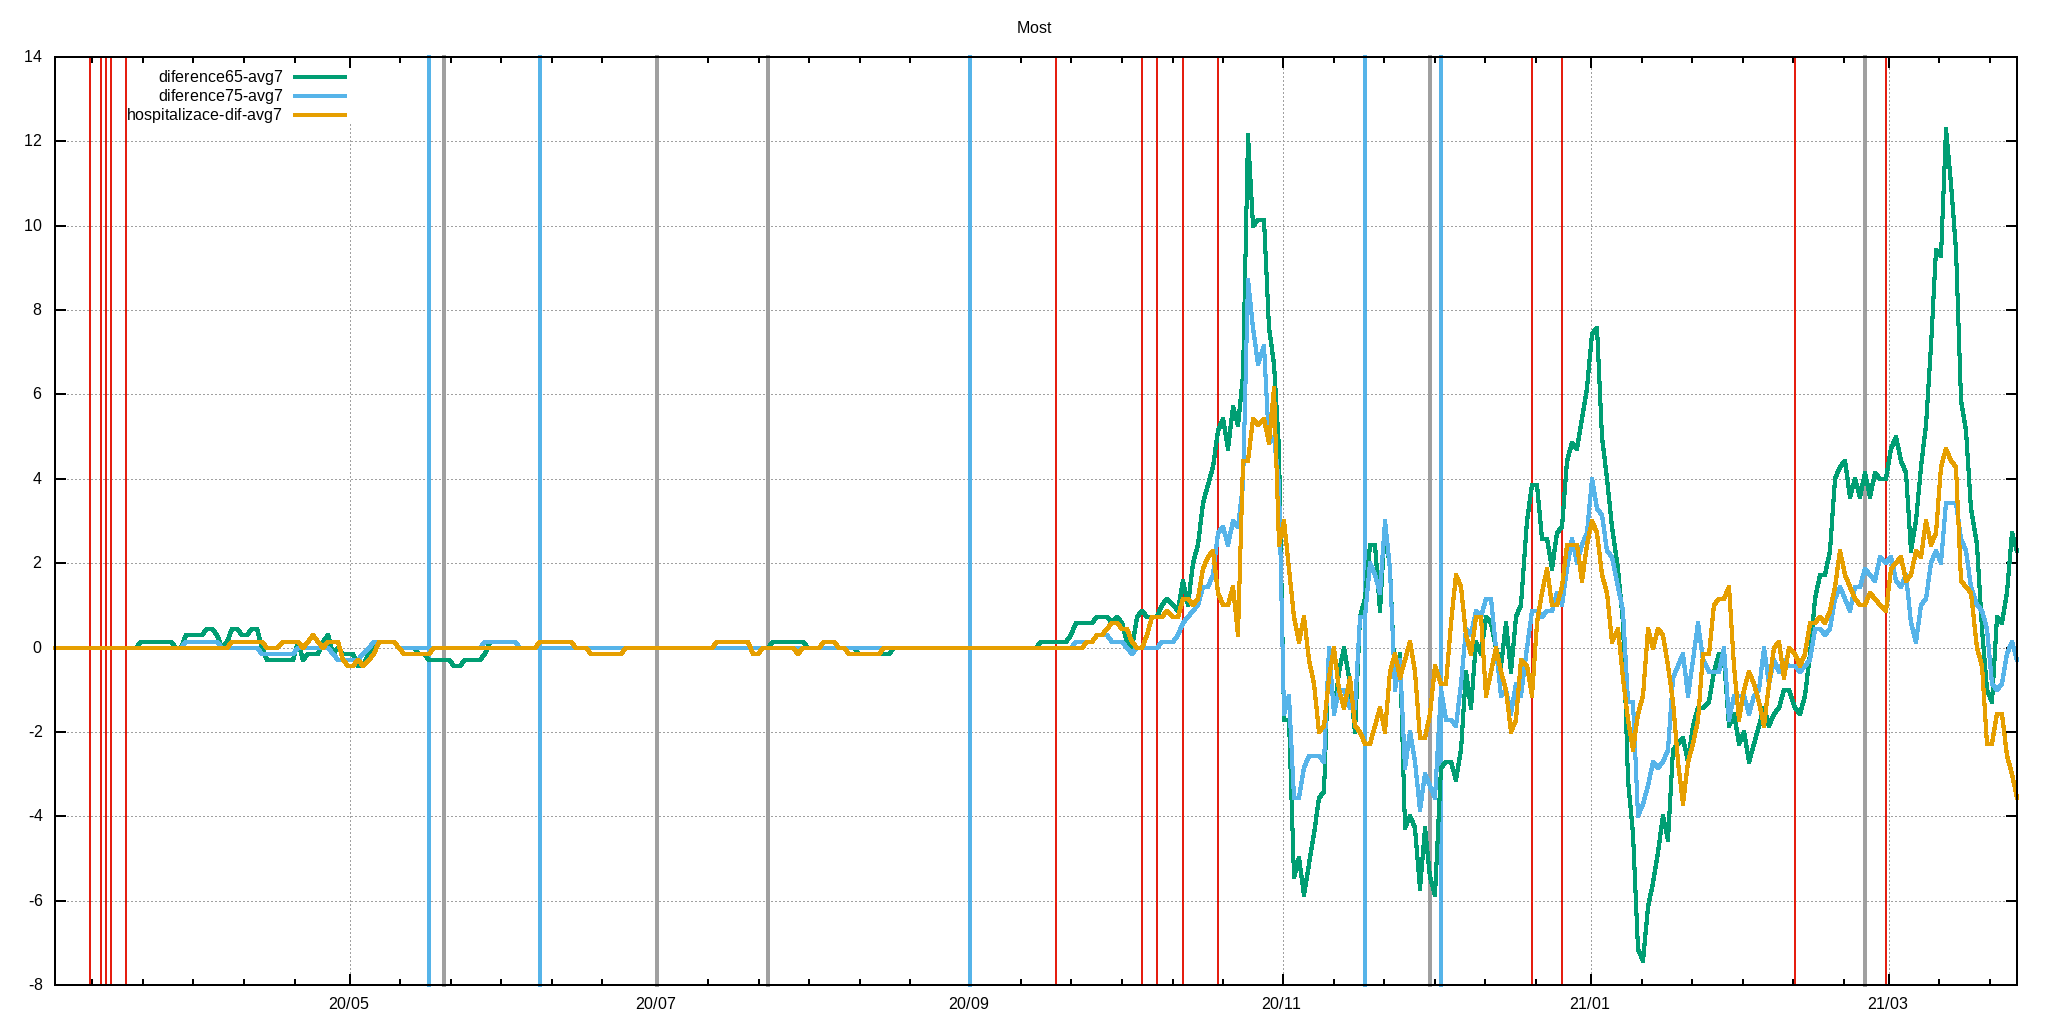 Most
diference65-avg7
diference75-avg7
hospitalizace-dif-avg7
14
12
10
8
6
4
2
0
-2
-4
-6
-8
20/05 20/07 20/09 20/11 21/01 21/03